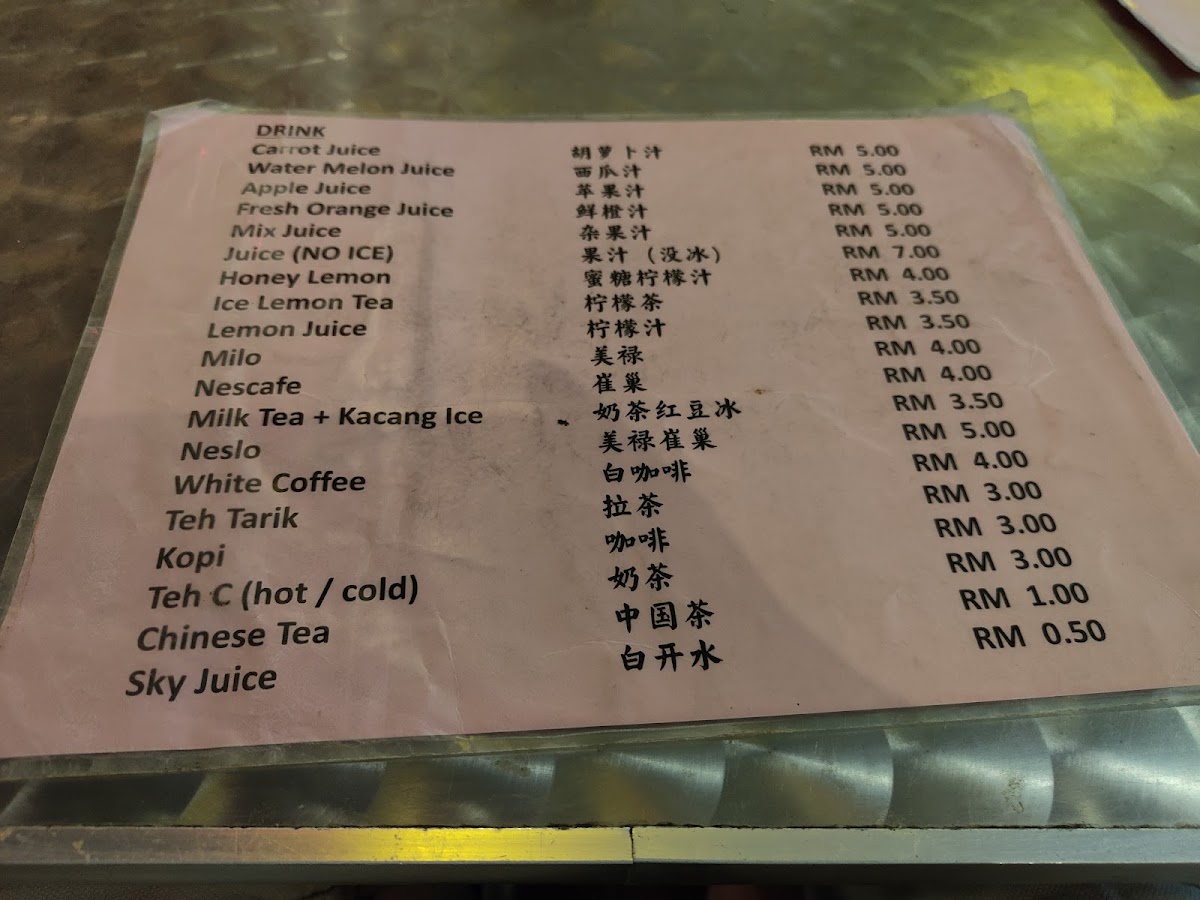 DRINK
Carrot Juice 胡萝卜汁 RM 5.00
Water Melon Juice 西瓜汁 RM 5.00
Apple Juice 苹果汁 RM 5.00
Fresh Orange Juice 鲜橙汁 RM 5.00
Mix Juice 杂果汁 RM 5.00
Juice (NO ICE) 果汁 (没冰) RM 7.00
Honey Lemon 蜜糖柠檬汁 RM 4.00
Ice Lemon Tea 柠檬茶 RM 3.50
Lemon Juice 柠檬汁 RM 3.50
Milo 美禄 RM 4.00
Nescafe 崔巢 RM 4.00
Milk Tea + Kacang Ice 奶茶红豆冰 RM 3.50
Neslo 美禄崔巢 RM 5.00
White Coffee 白咖啡 RM 4.00
Teh Tarik 拉茶 RM 3.00
Kopi 咖啡 RM 3.00
Teh C (hot / cold) 奶茶 RM 3.00
Chinese Tea 中国茶 RM 1.00
Sky Juice 白开水 RM 0.50